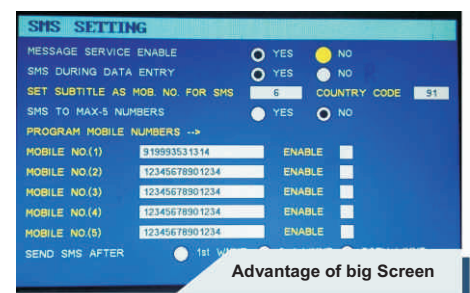 SMS SETTING
MESSAGE SERVICE ENABLE YES NO
SMS DURING DATA ENTRY YES NO
SET SUBTITLE AS MOB. NO. FOR SMS 6 COUNTRY CODE 91
SMS TO MAX-5 NUMBERS YES NO
PROGRAM MOBILE NUMBERS -->
MOBILE NO.(1) 919993531314 ENABLE
MOBILE NO.(2) 12345678901234 ENABLE
MOBILE NO.(3) 12345678901234 ENABLE
MOBILE NO.(4) 12345678901234 ENABLE
MOBILE NO.(5) 12345678901234 ENABLE
SEND SMS AFTER 1st
Advantage of big Screen